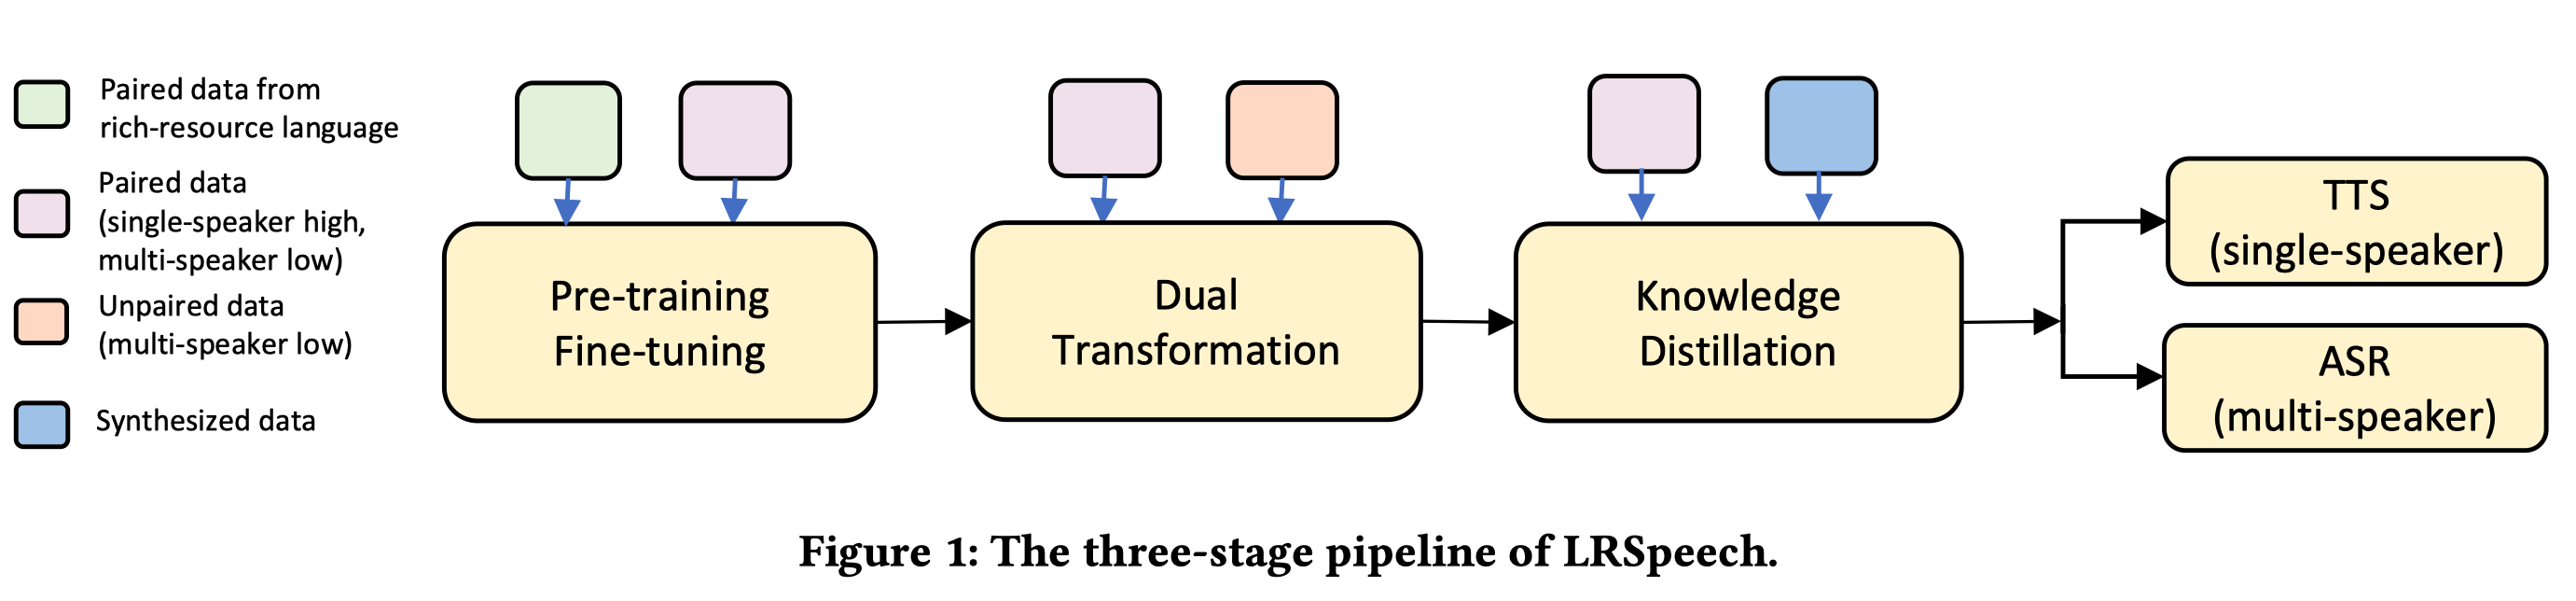 Paired data from
rich-resource language
Paired data
(single-speaker high,
multi-speaker low)
Unpaired data
(multi-speaker low)
Synthesized data
Pre-training
Fine-tuning
Dual
Transformation
Knowledge
Distillation
TTS
(single-speaker)
ASR
(multi-speaker)
Figure 1: The three-stage pipeline of LRSpeech.